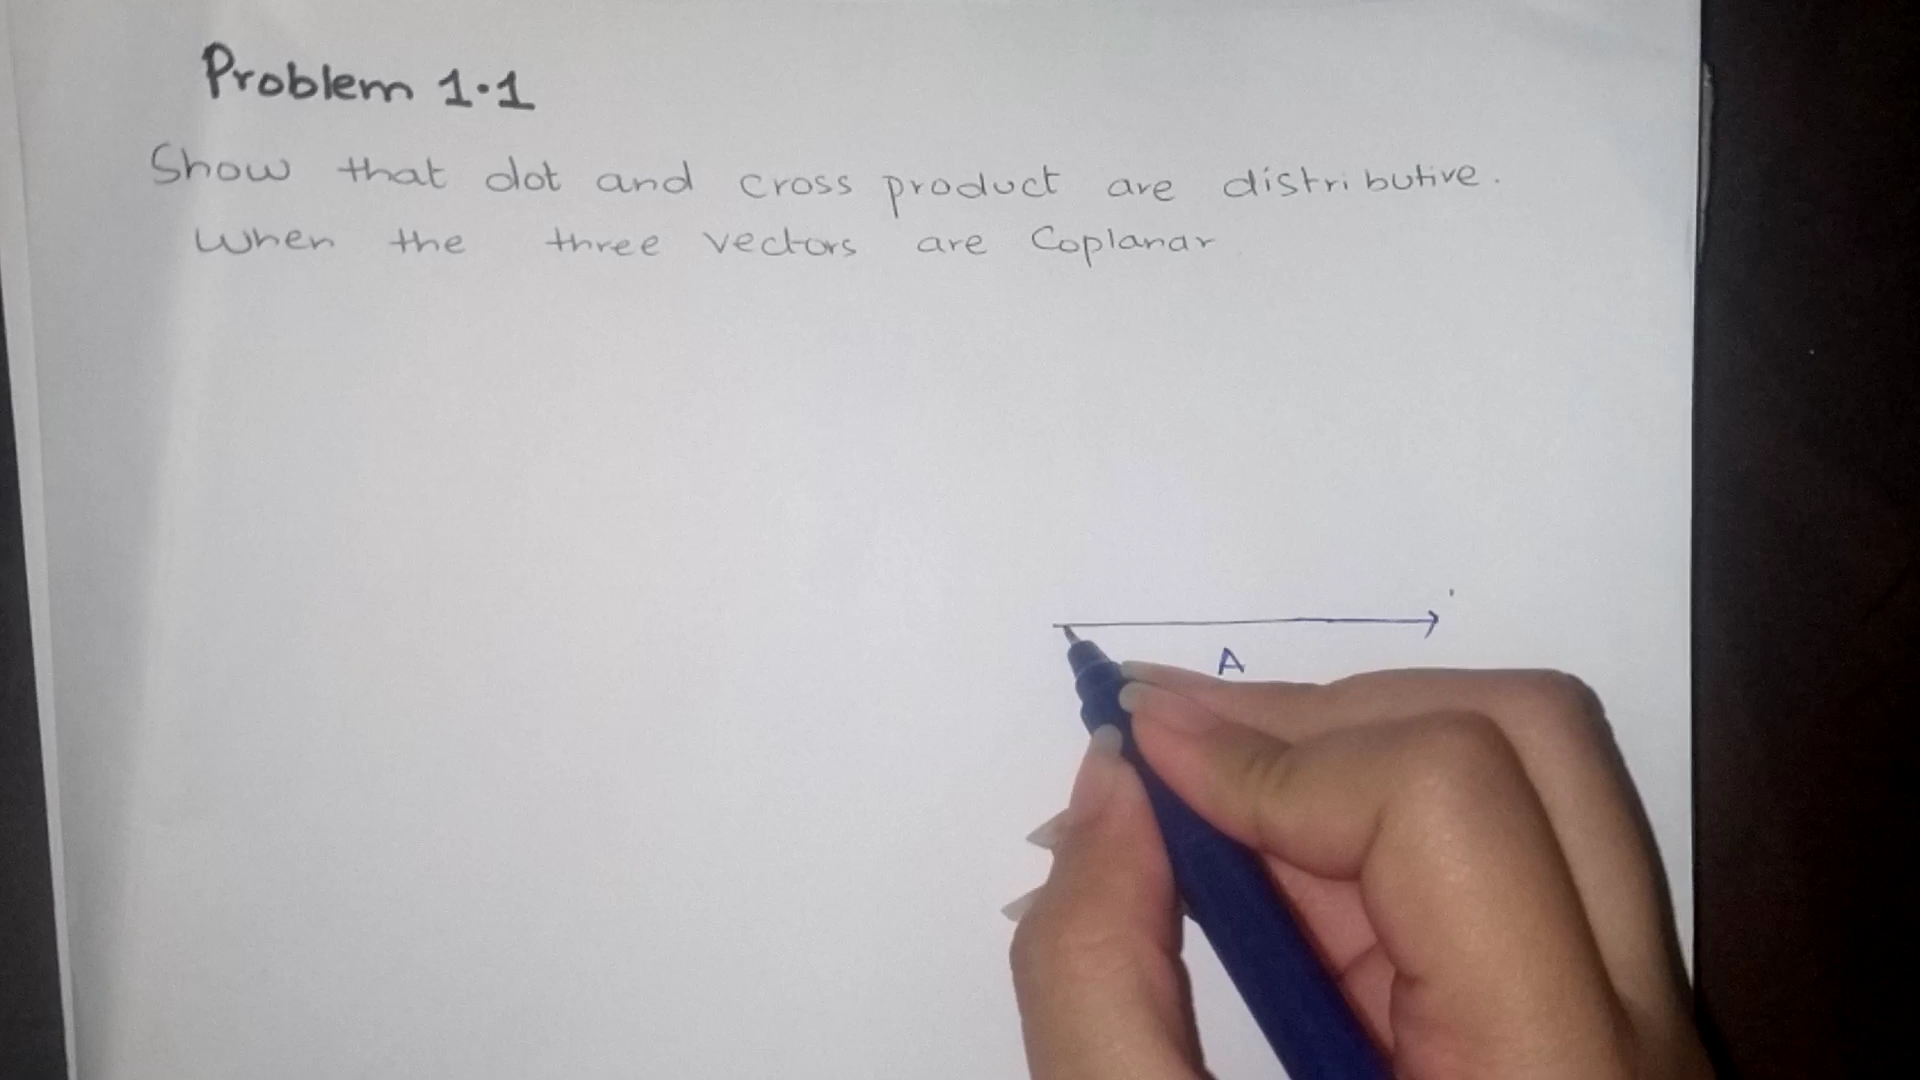 Problem 1.1
Show that dot and cross product are distributive.
When the three vectors are Coplanar
A